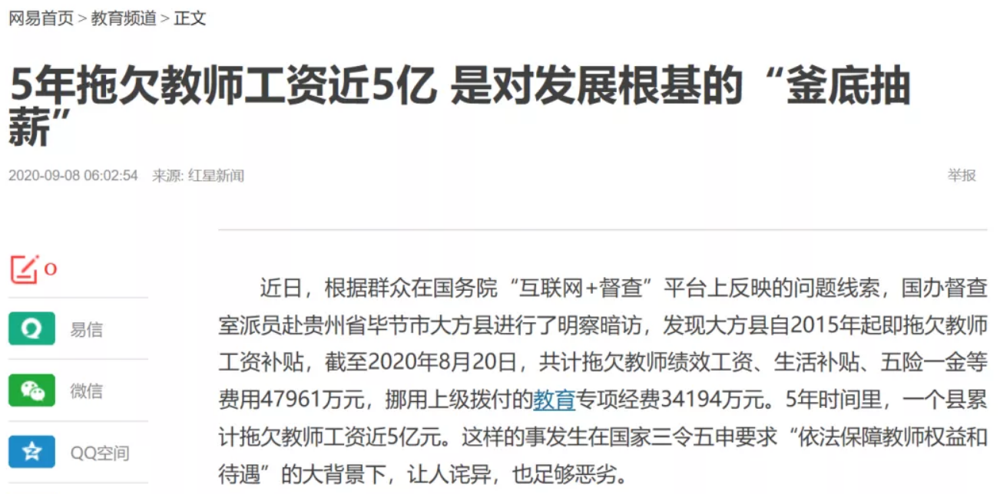 网易首页 > 教育频道 > 正文
5年拖欠教师工资近5亿 是对发展根基的“釜底抽
薪”
2020-09-08 06:02:54 来源: 红星新闻
举报
0
易信
微信
QQ空间
近日，根据群众在国务院“互联网+督查”平台上反映的问题线索，国办督查
室派员赴贵州省毕节市大方县进行了明察暗访，发现大方县自2015年起即拖欠教师
工资补贴，截至2020年8月20日，共计拖欠教师绩效工资、生活补贴、五险一金等
费用47961万元，挪用上级拨付的教育专项经费34194万元。5年时间里，一个县累
计拖欠教师工资近5亿元。这样的事发生在国家三令五申要求“依法保障教师权益和
待遇”的大背景下，让人诧异，也足够恶劣。